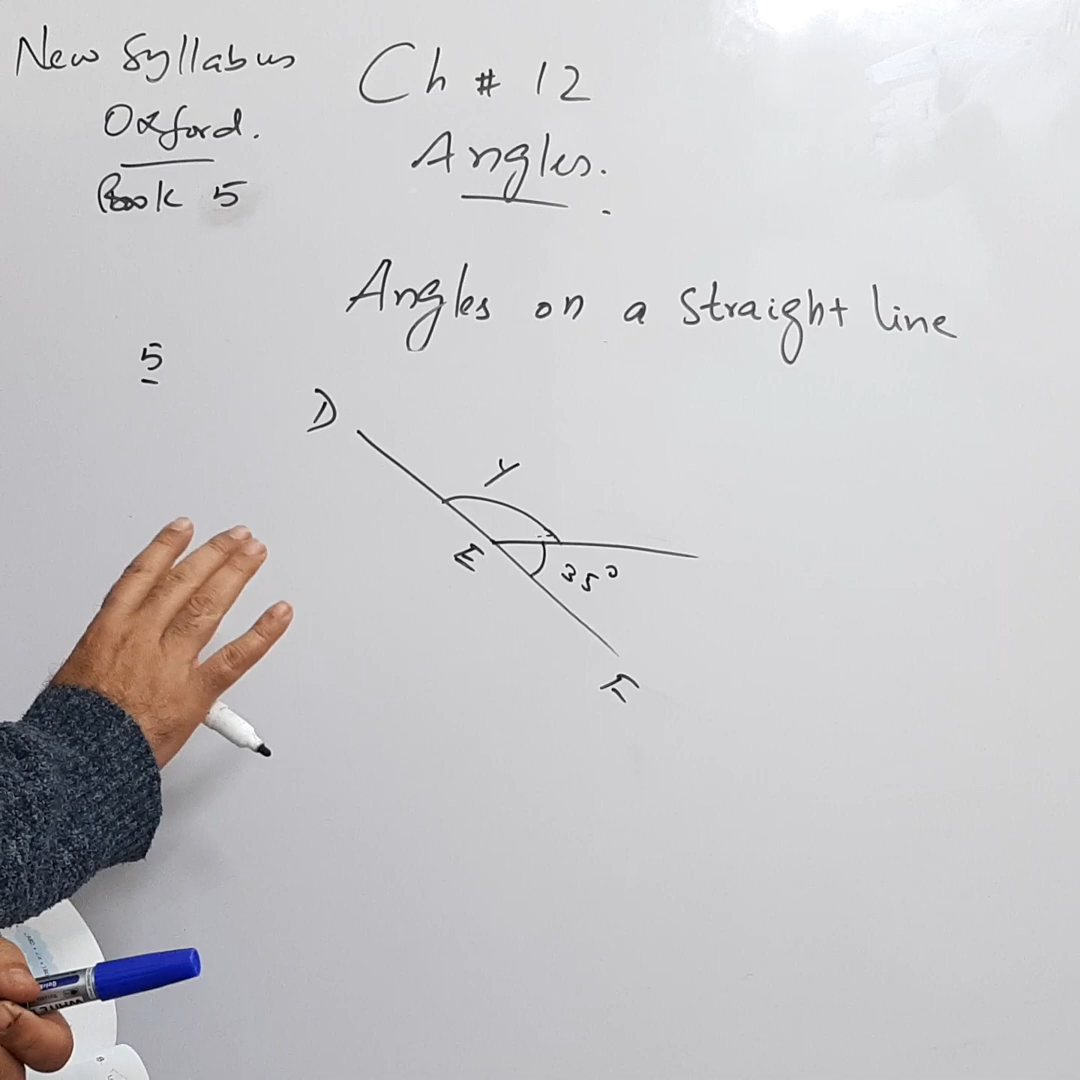 New Syllabus
Oxford.
Book 5
Ch # 12
Angles.
Angles on a Straight line
5
D
y
E
35°
F